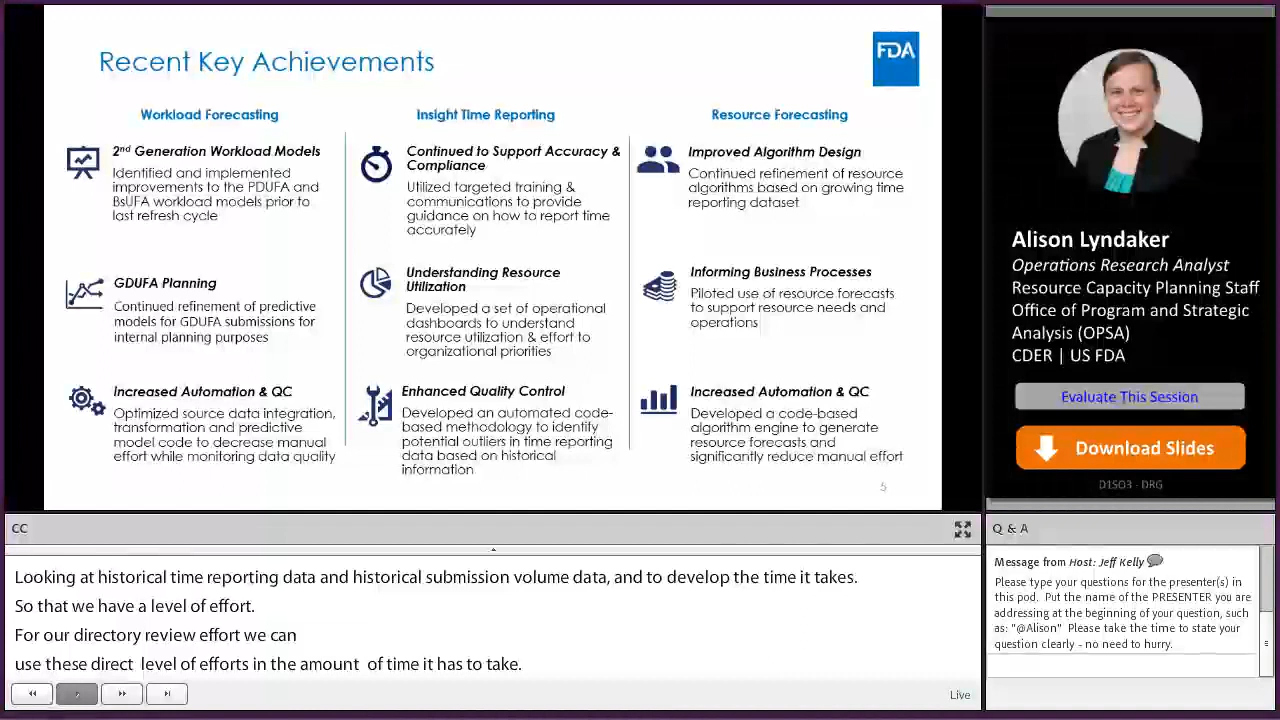 Recent Key Achievements
FDA
Workload Forecasting
2nd Generation Workload Models
Identified and implemented
improvements to the PDUFA and
BsUFA workload models prior to
last refresh cycle
GDUFA Planning
Continued refinement of predictive
models for GDUFA submissions for
internal planning purposes
Increased Automation & QC
Optimized source data integration,
transformation and predictive
model code to decrease manual
effort while monitoring data quality
Insight Time Reporting
Continued to Support Accuracy &
Compliance
Utilized targeted training &
communications to provide
guidance on how to report time
accurately
Understanding Resource
Utilization
Developed a set of operational
dashboards to understand
resource utilization & effort to
organizational priorities
Enhanced Quality Control
Developed an automated code-
based methodology to identify
potential outliers in time reporting
data based on historical
information
Resource Forecasting
Improved Algorithm Design
Continued refinement of resource
algorithms based on growing time
reporting dataset
Informing Business Processes
Piloted use of resource forecasts
to support resource needs and
operations
Increased Automation & QC
Developed a code-based
algorithm engine to generate
resource forecasts and
significantly reduce manual effort
5
Alison Lyndaker
Operations Research Analyst
Resource Capacity Planning Staff
Office of Program and Strategic
Analysis (OPSA)
CDER | US FDA
Evaluate This Session
Download Slides
D1S03 - DRG
CC
Looking at historical time reporting data and historical submission volume data, and to develop the time it takes.
So that we have a level of effort.
For our directory review effort we can
use these direct level of efforts in the amount of time it has to take.
Live
Q & A
Message from Host: Jeff Kelly
Please type your questions for the presenter(s) in
this pod. Put the name of the PRESENTER you are
addressing at the beginning of your question, such
as: "@Alison" Please take the time to state your
question clearly - no need to hurry.